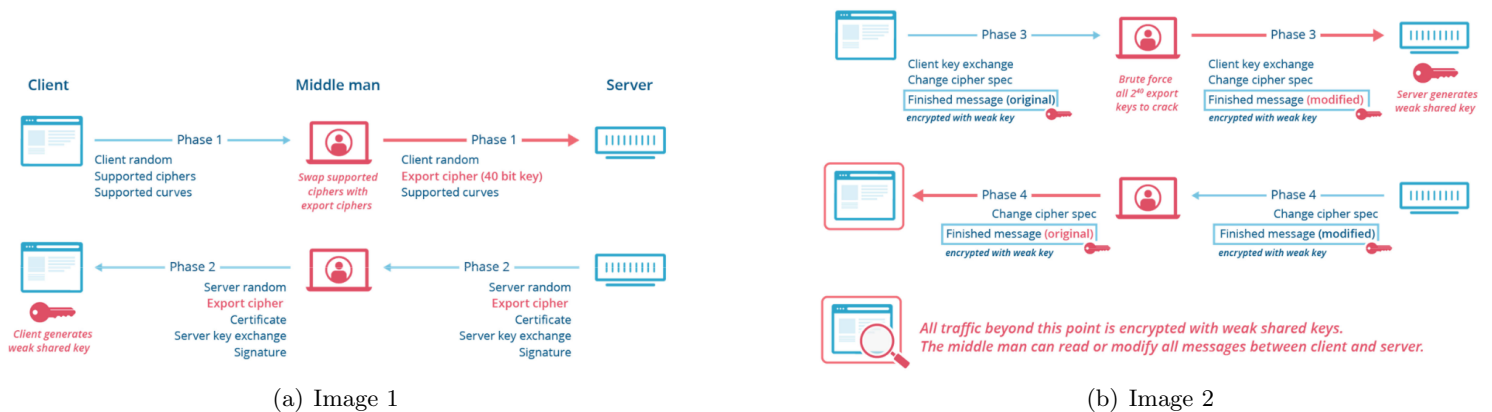 Client
Middle man
Server
Phase 1
Client random
Supported ciphers
Supported curves
Swap supported
ciphers with
export ciphers
Phase 1
Client random
Export cipher (40 bit key)
Supported curves
Client generates
weak shared key
Phase 2
Server random
Export cipher
Certificate
Server key exchange
Signature
Phase 2
Server random
Export cipher
Certificate
Server key exchange
Signature
(a) Image 1
Phase 3
Client key exchange
Change cipher spec
Finished message (original)
encrypted with weak key
Brute force
all 2⁴⁰ export
keys to crack
Phase 3
Client key exchange
Change cipher spec
Finished message (modified)
encrypted with weak key
Server generates
weak shared key
Phase 4
Change cipher spec
Finished message (original)
encrypted with weak key
Phase 4
Change cipher spec
Finished message (modified)
encrypted with weak key
All traffic beyond this point is encrypted with weak shared keys.
The middle man can read or modify all messages between client and server.
(b) Image 2